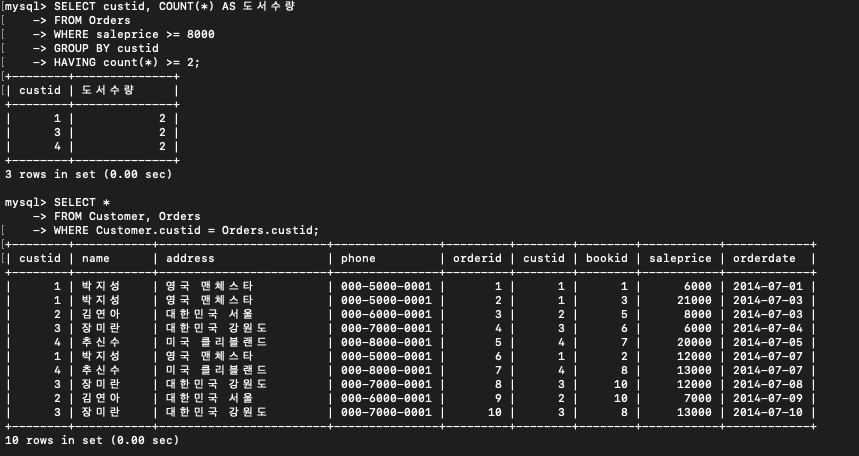 mysql> SELECT custid, COUNT(*) AS 도서수량
-> FROM Orders
-> WHERE saleprice >= 8000
-> GROUP BY custid
-> HAVING count(*) >= 2;
+--------+--------------+
| custid | 도서수량 |
+--------+--------------+
| 1 | 2 |
| 3 | 2 |
| 4 | 2 |
+--------+--------------+
3 rows in set (0.00 sec)
mysql> SELECT *
-> FROM Customer, Orders
-> WHERE Customer.custid = Orders.custid;
+--------+-----------+------------------------+---------------+---------+--------+--------+-----------+------------+
| custid | name | address | phone | orderid | custid | bookid | saleprice | orderdate |
+--------+-----------+------------------------+---------------+---------+--------+--------+-----------+------------+
| 1 | 박지성 | 영국 맨체스타 | 000-5000-0001 | 1 | 1 | 1 | 6000 | 2014-07-01 |
| 1 | 박지성 | 영국 맨체스타 | 000-5000-0001 | 2 | 1 | 3 | 21000 | 2014-07-03 |
| 2 | 김연아 | 대한민국 서울 | 000-6000-0001 | 3 | 2 | 5 | 8000 | 2014-07-03 |
| 3 | 장미란 | 대한민국 강원도 | 000-7000-0001 | 4 | 3 | 6 | 6000 | 2014-07-04 |
| 4 | 추신수 | 미국 클리블랜드 | 000-8000-0001 | 5 | 4 | 7 | 20000 | 2014-07-05 |
| 1 | 박지성 | 영국 맨체스타 | 000-5000-0001 | 6 | 1 | 2 | 12000 | 2014-07-07 |
| 4 | 추신수 | 미국 클리블랜드 | 000-8000-0001 | 7 | 4 | 8 | 13000 | 2014-07-07 |
| 3 | 장미란 | 대한민국 강원도 | 000-7000-0001 | 8 | 3 | 10 | 12000 | 2014-07-08 |
| 2 | 김연아 | 대한민국 서울 | 000-6000-0001 | 9 | 2 | 10 | 7000 | 2014-07-09 |
| 3 | 장미란 | 대한민국 강원도 | 000-7000-0001 | 10 | 3 | 8 | 13000 | 2014-07-10 |
+--------+-----------+------------------------+---------------+---------+--------+--------+-----------+------------+
10 rows in set (0.00 sec)